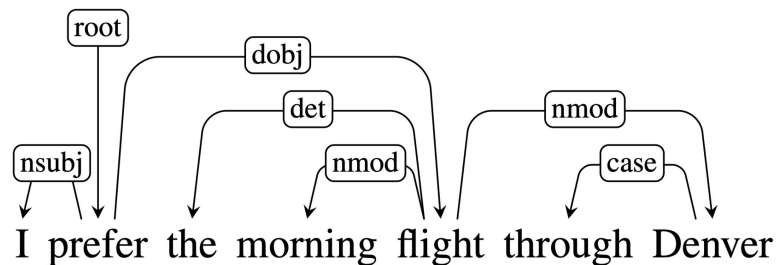 root
dobj
det nmod
nsubj nmod case
I prefer the morning flight through Denver